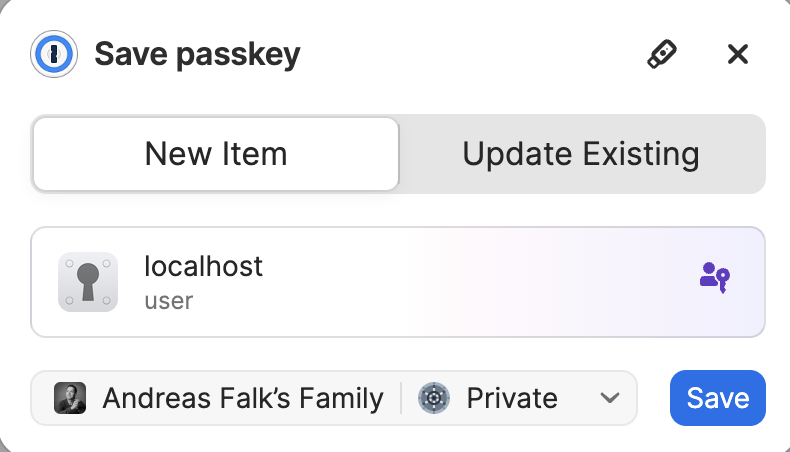 Save passkey
New Item
Update Existing
localhost
user
Andreas Falk’s Family
Private
Save